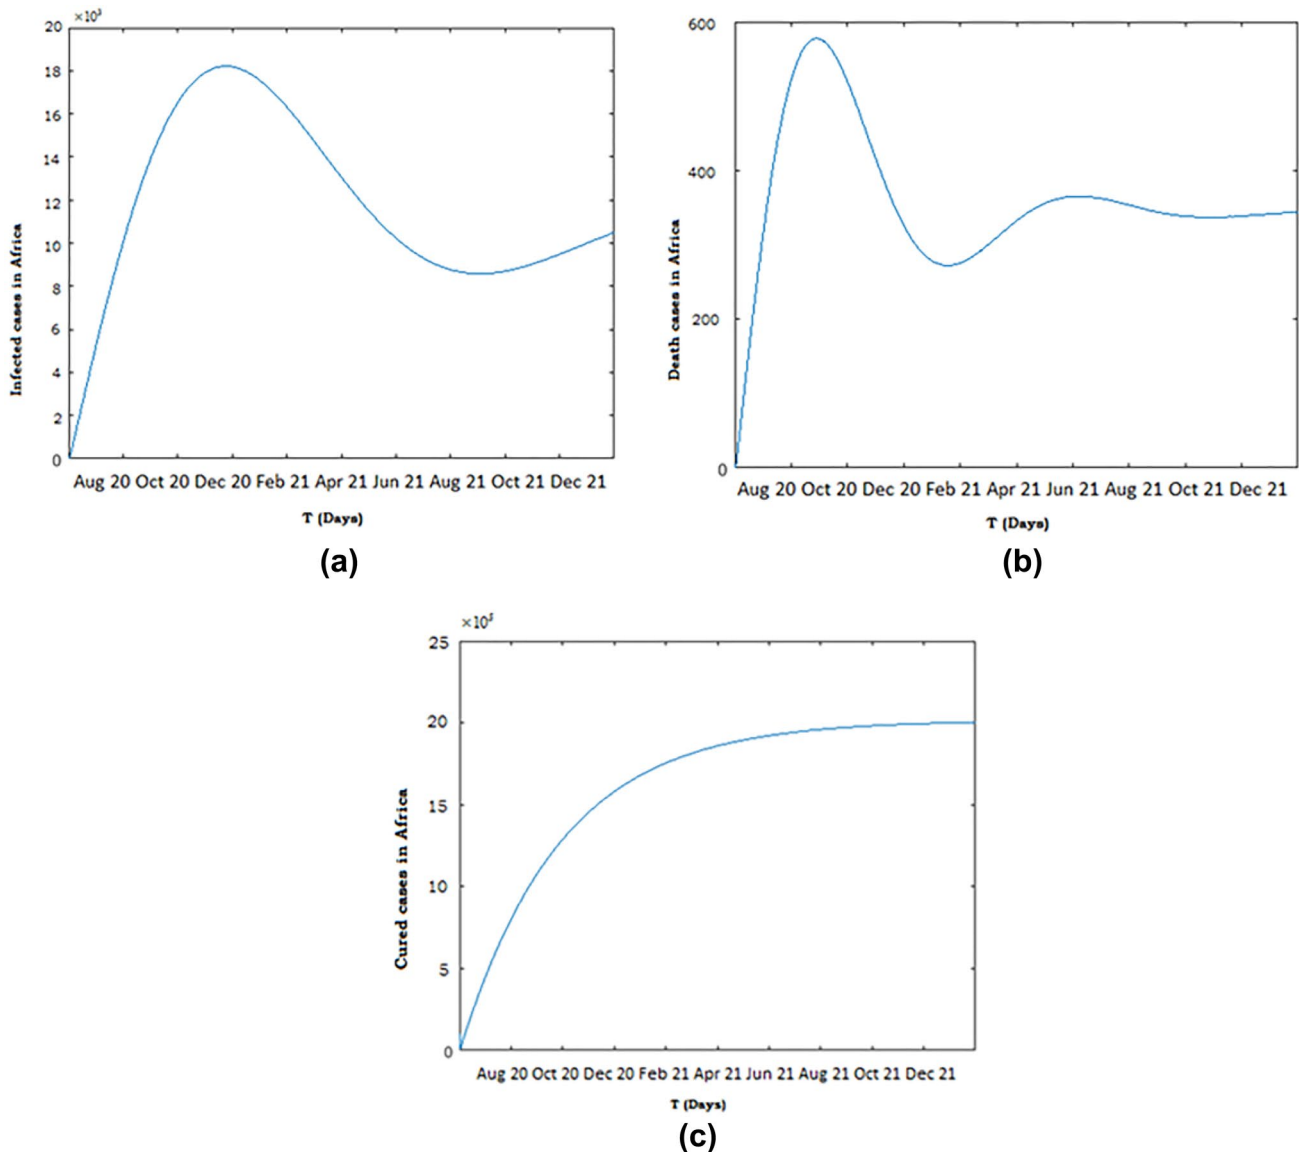 ×10³
20
18
16
14
12
10
8
6
4
2
0
Infected cases in Africa
Aug 20 Oct 20 Dec 20 Feb 21 Apr 21 Jun 21 Aug 21 Oct 21 Dec 21
T (Days)
(a)
600
400
200
0
Death cases in Africa
Aug 20 Oct 20 Dec 20 Feb 21 Apr 21 Jun 21 Aug 21 Oct 21 Dec 21
T (Days)
(b)
25
20
15
10
5
0
Cured cases in Africa
Aug 20 Oct 20 Dec 20 Feb 21 Apr 21 Jun 21 Aug 21 Oct 21 Dec 21
T (Days)
(c)